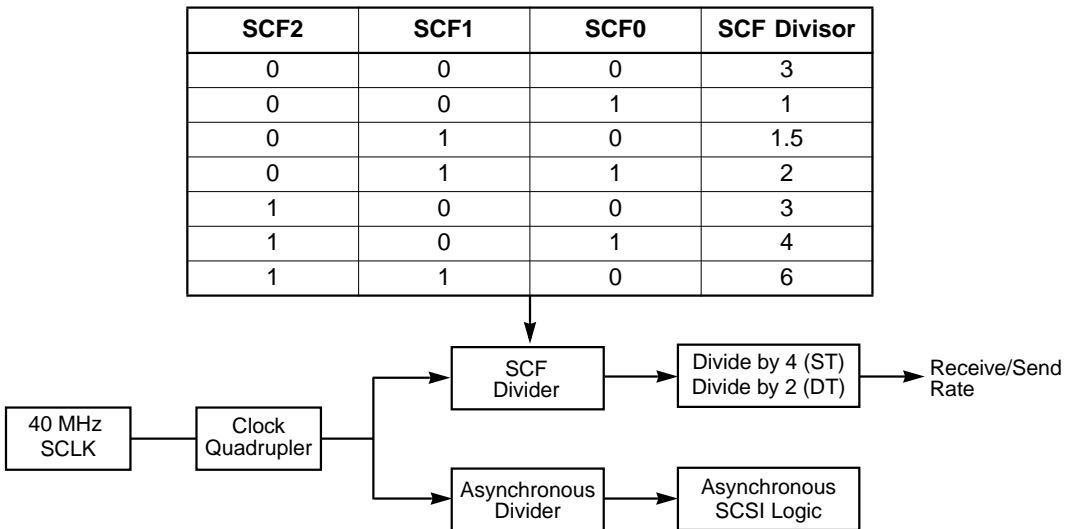 SCF2 SCF1 SCF0 SCF Divisor
0 0 0 3
0 0 1 1
0 1 0 1.5
0 1 1 2
1 0 0 3
1 0 1 4
1 1 0 6
SCF
Divider
Divide by 4 (ST)
Divide by 2 (DT)
Receive/Send
Rate
40 MHz
SCLK
Clock
Quadrupler
Asynchronous
Divider
Asynchronous
SCSI Logic